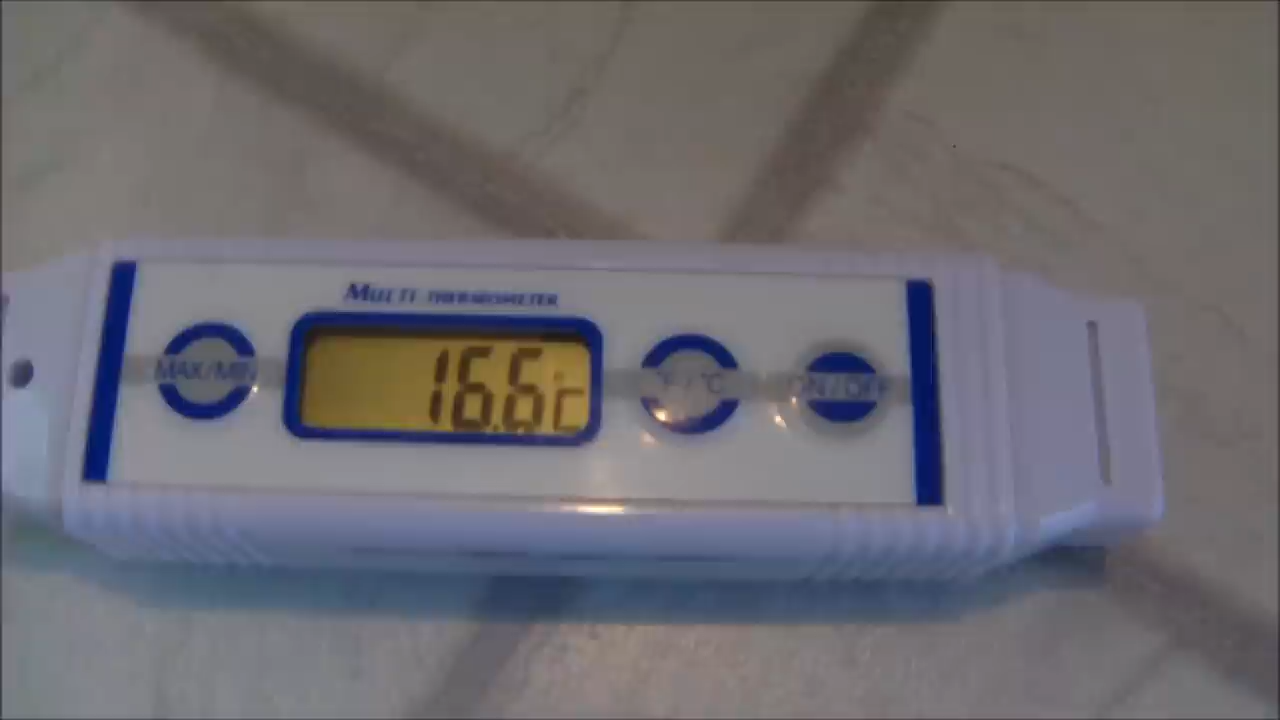 MULTI THERMOMETER
MAX/MIN
16.6°C
°F/°C
ON/OFF